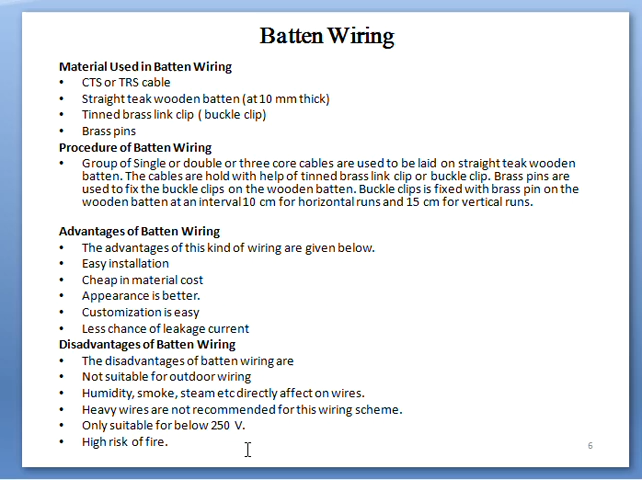 Batten Wiring
Material Used in Batten Wiring
• CTS or TRS cable
• Straight teak wooden batten (at 10 mm thick)
• Tinned brass link clip ( buckle clip)
• Brass pins
Procedure of Batten Wiring
• Group of Single or double or three core cables are used to be laid on straight teak wooden
batten. The cables are hold with help of tinned brass link clip or buckle clip. Brass pins are
used to fix the buckle clips on the wooden batten. Buckle clips is fixed with brass pin on the
wooden batten at an interval 10 cm for horizontal runs and 15 cm for vertical runs.
Advantages of Batten Wiring
• The advantages of this kind of wiring are given below.
• Easy installation
• Cheap in material cost
• Appearance is better.
• Customization is easy
• Less chance of leakage current
Disadvantages of Batten Wiring
• The disadvantages of batten wiring are
• Not suitable for outdoor wiring
• Humidity, smoke, steam etc directly affect on wires.
• Heavy wires are not recommended for this wiring scheme.
• Only suitable for below 250 V.
• High risk of fire.
6